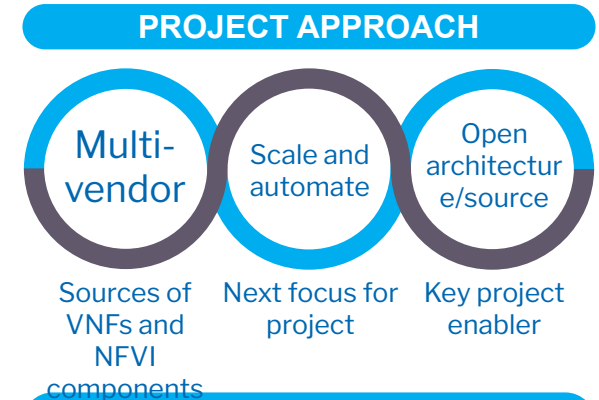 PROJECT APPROACH
Multi-
vendor
Scale and
automate
Open
architectur
e/source
Sources of
VNFs and
NFVI
components
Next focus for
project
Key project
enabler